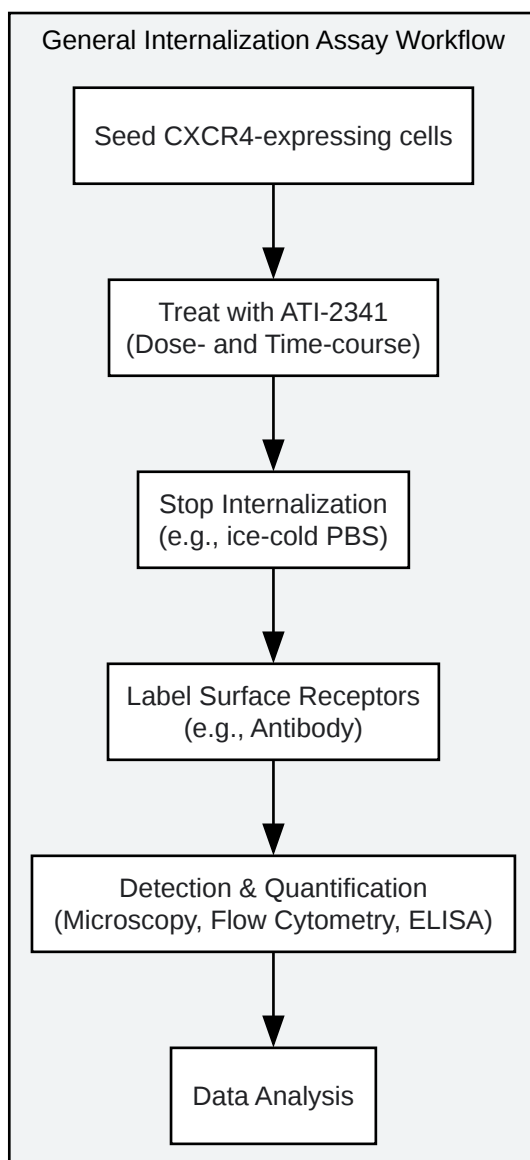 General Internalization Assay Workflow
Seed CXCR4-expressing cells
Treat with ATI-2341
(Dose- and Time-course)
Stop Internalization
(e.g., ice-cold PBS)
Label Surface Receptors
(e.g., Antibody)
Detection & Quantification
(Microscopy, Flow Cytometry, ELISA)
Data Analysis